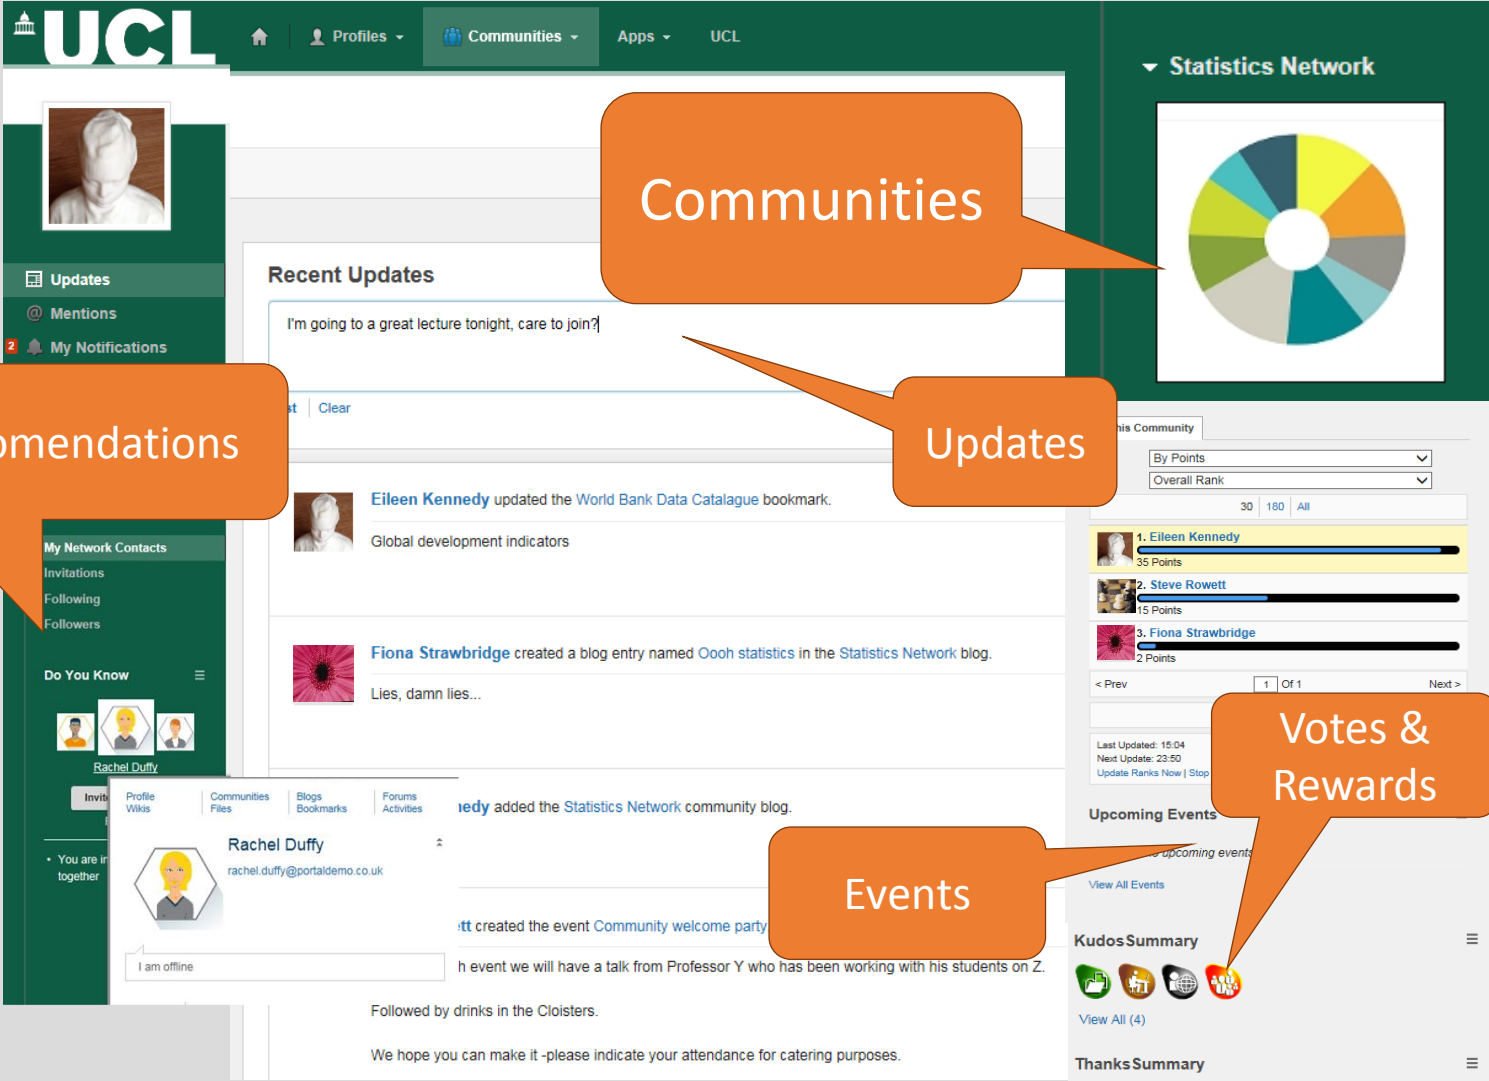 UCL
Profiles
Communities
Apps
UCL
Statistics Network
Communities
Updates
@ Mentions
2
My Notifications
Recent Updates
I'm going to a great lecture tonight, care to join?
Clear
Updates
My Network Contacts
Invitations
Following
Followers
Do You Know
Rachel Duffy
Eileen Kennedy updated the World Bank Data Catalague bookmark.
Global development indicators
Fiona Strawbridge created a blog entry named Oooh statistics in the Statistics Network blog.
Lies, damn lies...
added the Statistics Network community blog.
created the event Community welcome party
event we will have a talk from Professor Y who has been working with his students on Z.
Followed by drinks in the Cloisters.
We hope you can make it -please indicate your attendance for catering purposes.
Profile
Communities
Blogs
Forums
Wikis
Files
Bookmarks
Activities
Rachel Duffy
rachel.duffy@portaldemo.co.uk
I am offline
• You are in
together
Community
By Points
Overall Rank
30 180 All
1. Eileen Kennedy
35 Points
2. Steve Rowett
15 Points
3. Fiona Strawbridge
2 Points
< Prev
1 Of 1
Next >
Last Updated: 15:04
Next Update: 23:50
Update Ranks Now | Stop
Votes &
Rewards
Upcoming Events
upcoming events
View All Events
Events
Kudos Summary
View All (4)
Thanks Summary